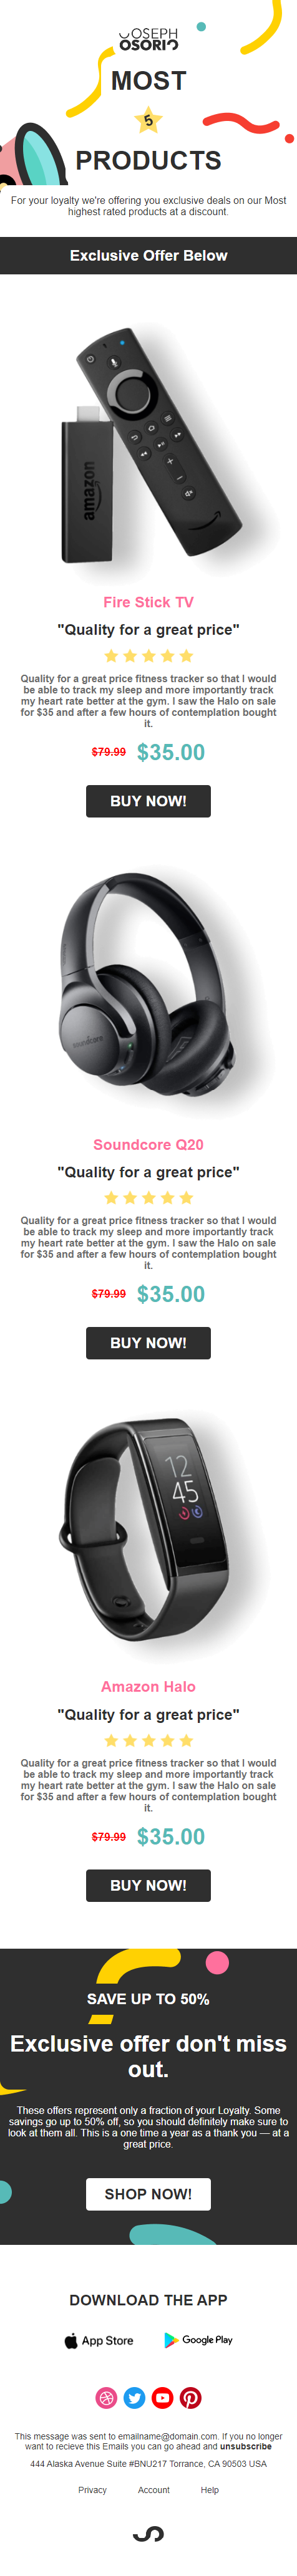 JOSEPH
OSORIO
MOST
5
PRODUCTS
For your loyalty we're offering you exclusive deals on our Most
highest rated products at a discount.
Exclusive Offer Below
amazon
Fire Stick TV
"Quality for a great price"
Quality for a great price fitness tracker so that I would
be able to track my sleep and more importantly track
my heart rate better at the gym. I saw the Halo on sale
for $35 and after a few hours of contemplation bought
it.
$79.99 $35.00
BUY NOW!
soundcore
Soundcore Q20
"Quality for a great price"
Quality for a great price fitness tracker so that I would
be able to track my sleep and more importantly track
my heart rate better at the gym. I saw the Halo on sale
for $35 and after a few hours of contemplation bought
it.
$79.99 $35.00
BUY NOW!
12
45
Amazon Halo
"Quality for a great price"
Quality for a great price fitness tracker so that I would
be able to track my sleep and more importantly track
my heart rate better at the gym. I saw the Halo on sale
for $35 and after a few hours of contemplation bought
it.
$79.99 $35.00
BUY NOW!
SAVE UP TO 50%
Exclusive offer don't miss
out.
These offers represent only a fraction of your Loyalty. Some
savings go up to 50% off, so you should definitely make sure to
look at them all. This is a one time a year as a thank you — at a
great price.
SHOP NOW!
DOWNLOAD THE APP
App Store Google Play
This message was sent to emailname@domain.com. If you no longer
want to recieve this Emails you can go ahead and unsubscribe
444 Alaska Avenue Suite #BNU217 Torrance, CA 90503 USA
Privacy Account Help